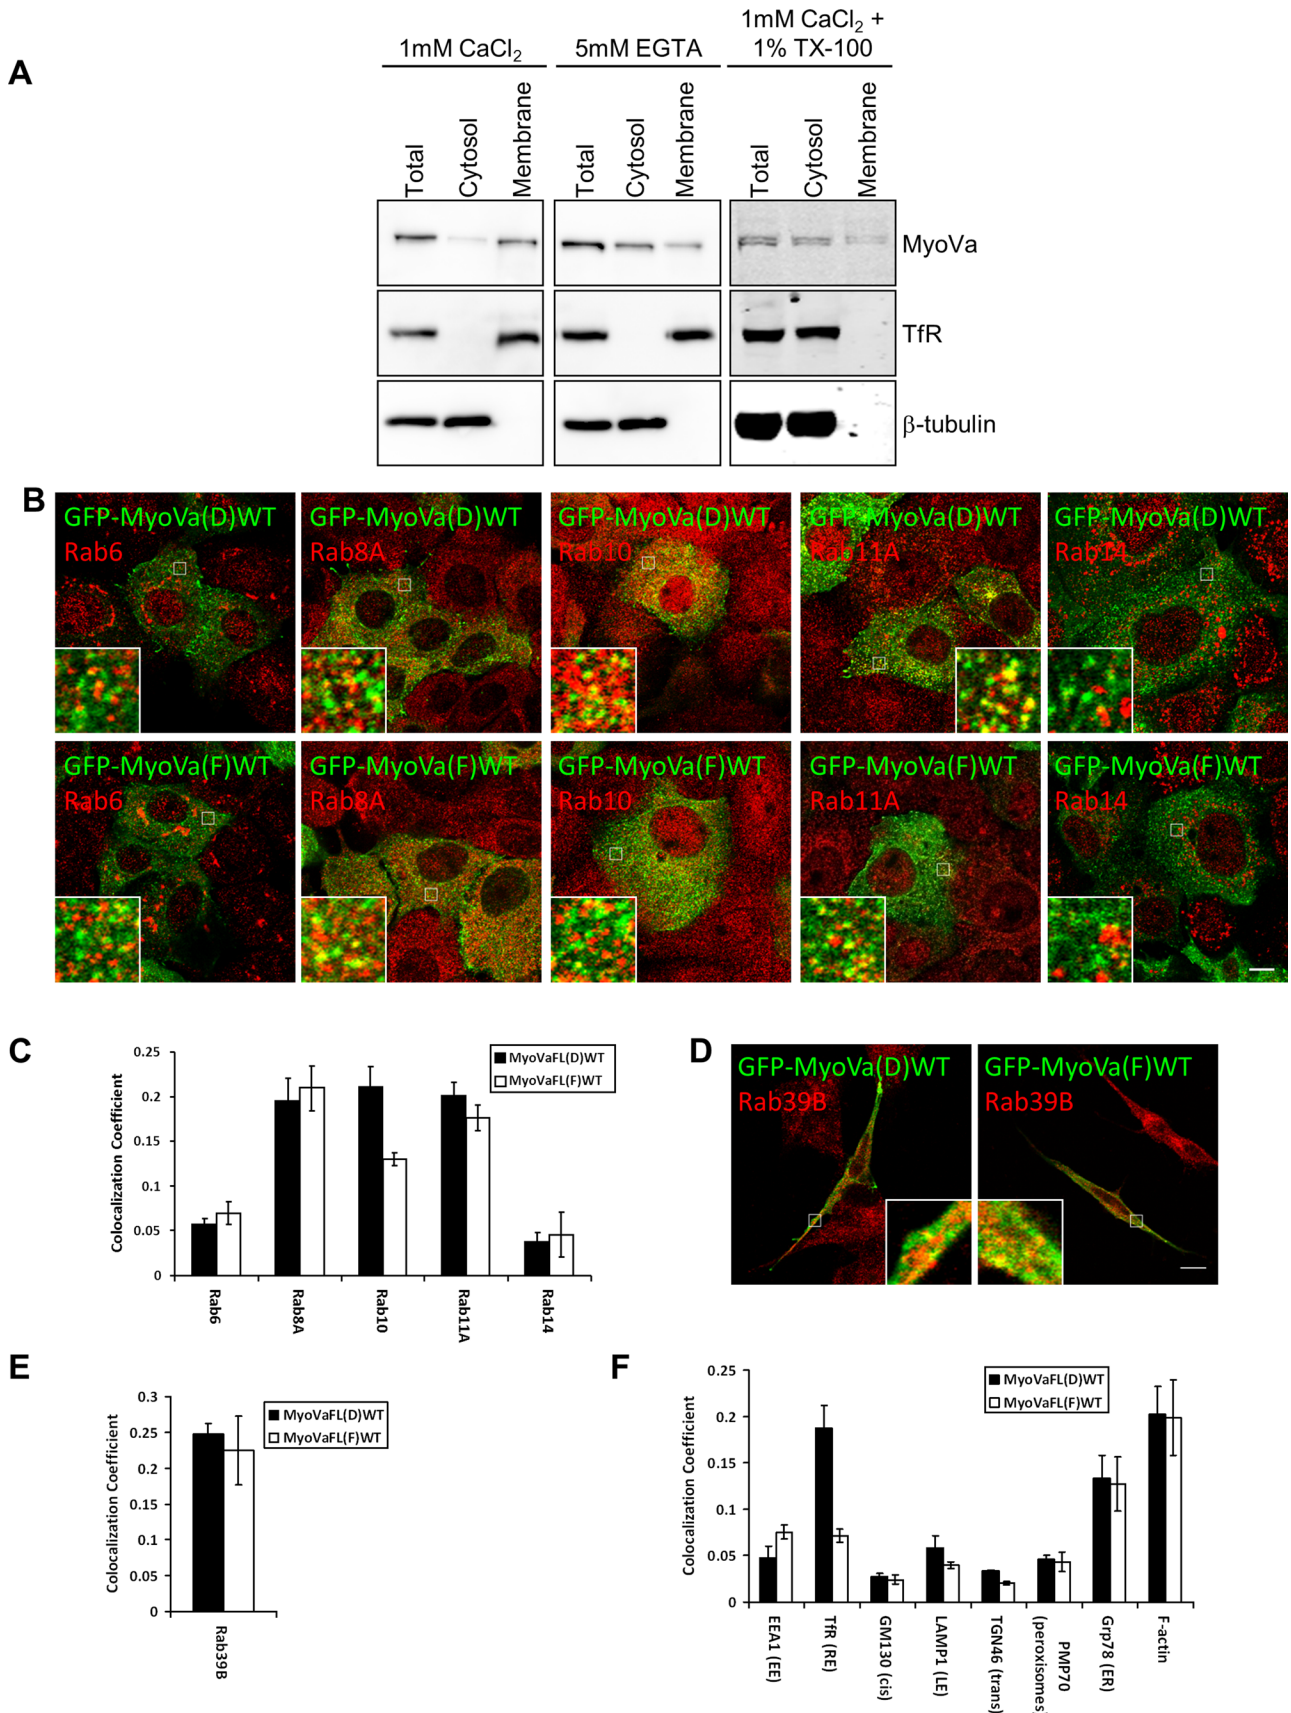 A
1mM CaCl2
5mM EGTA
1mM CaCl2 +
1% TX-100
Total
Cytosol
Membrane
Total
Cytosol
Membrane
Total
Cytosol
Membrane
MyoVa
TfR
β-tubulin
B
GFP-MyoVa(D)WT
Rab6
GFP-MyoVa(D)WT
Rab8A
GFP-MyoVa(D)WT
Rab10
GFP-MyoVa(D)WT
Rab11A
GFP-MyoVa(D)WT
Rab14
GFP-MyoVa(F)WT
Rab6
GFP-MyoVa(F)WT
Rab8A
GFP-MyoVa(F)WT
Rab10
GFP-MyoVa(F)WT
Rab11A
GFP-MyoVa(F)WT
Rab14
C
Colocalization Coefficient
0.25
0.2
0.15
0.1
0.05
0
MyoVaFL(D)WT
MyoVaFL(F)WT
Rab6
Rab8A
Rab10
Rab11A
Rab14
D
GFP-MyoVa(D)WT
Rab39B
GFP-MyoVa(F)WT
Rab39B
E
Colocalization Coefficient
0.3
0.25
0.2
0.15
0.1
0.05
0
MyoVaFL(D)WT
MyoVaFL(F)WT
Rab39B
F
Colocalization Coefficient
0.25
0.2
0.15
0.1
0.05
0
MyoVaFL(D)WT
MyoVaFL(F)WT
EEA1 (EE)
TfR (RE)
GM130 (cis)
LAMP1 (LE)
TGN46 (trans)
PMP70
(peroxisomes)
Grp78 (ER)
F-actin